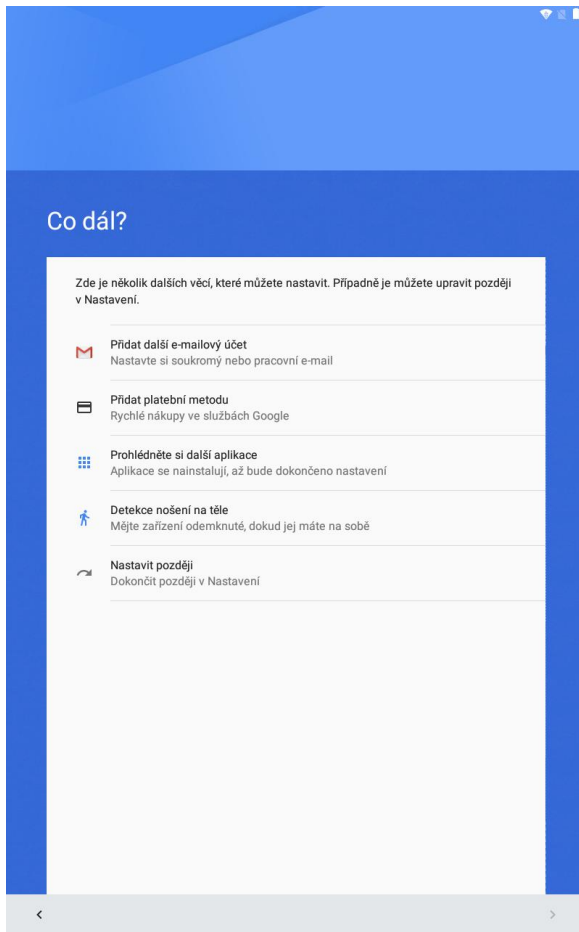 Co dál?
Zde je několik dalších věcí, které můžete nastavit. Případně je můžete upravit později
v Nastavení.
Přidat další e-mailový účet
Nastavte si soukromý nebo pracovní e-mail
Přidat platební metodu
Rychlé nákupy ve službách Google
Prohlédněte si další aplikace
Aplikace se nainstalují, až bude dokončeno nastavení
Detekce nošení na těle
Mějte zařízení odemknuté, dokud jej máte na sobě
Nastavit později
Dokončit později v Nastavení